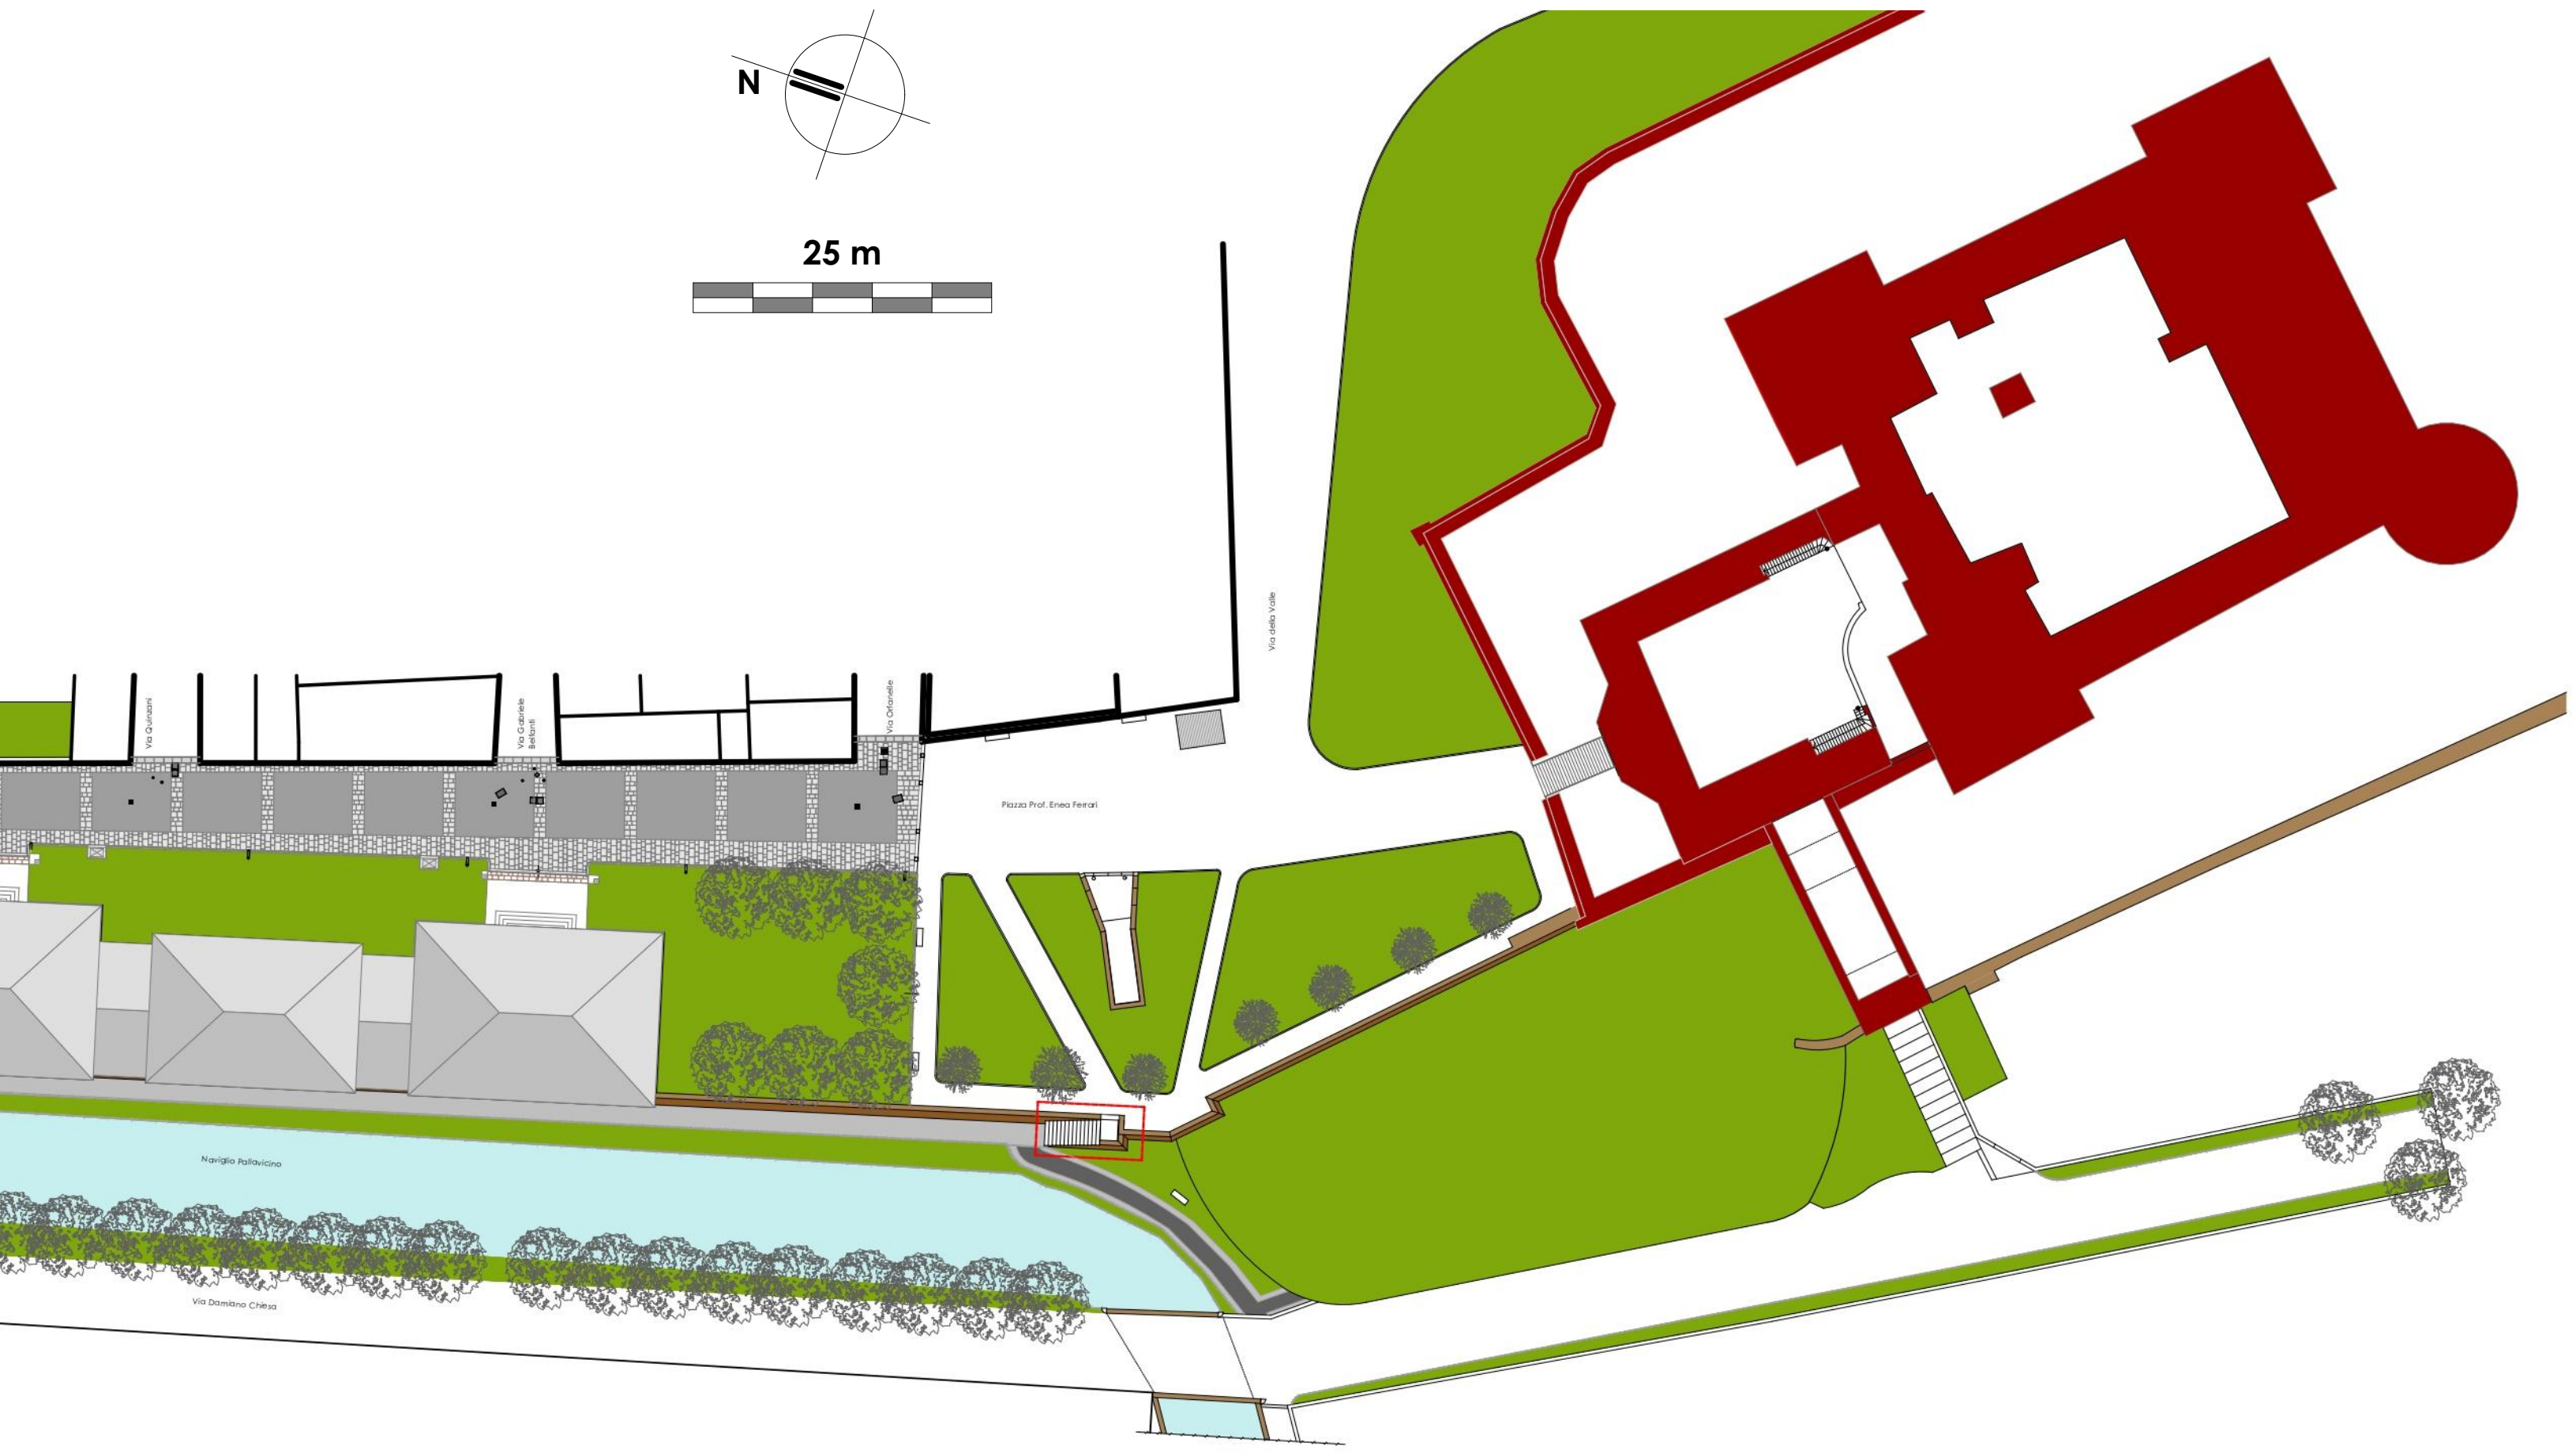 N
25 m
Via della Valle
Via Quinzani
Via Gabriele
Belfanti
Via Orfanelle
Piazza Prof. Enea Ferrari
Naviglio Pallavicino
Via Damiano Chiesa